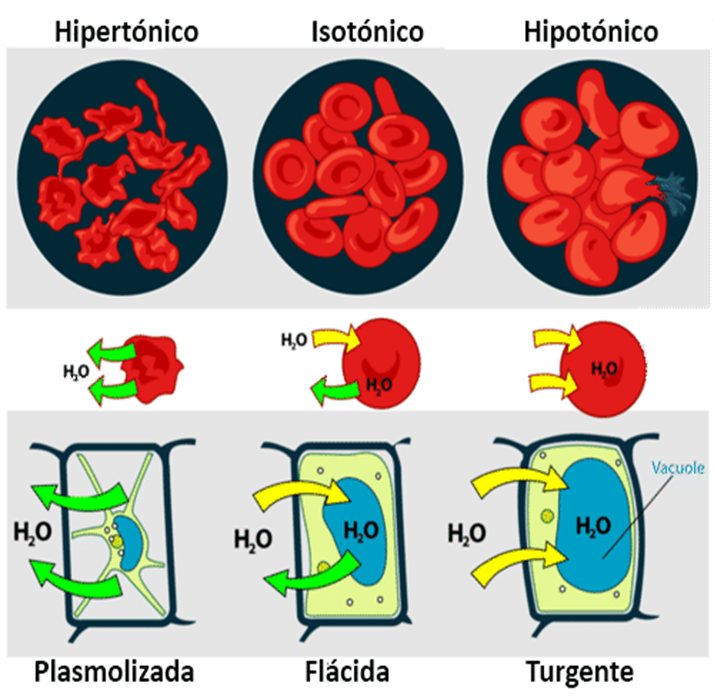 Hipertónico Isotónico Hipotónico
H₂O
H₂O
H₂O
H₂O
Vacuole
H₂O
H₂O
H₂O
H₂O
H₂O
Plasmolizada Flácida Turgente